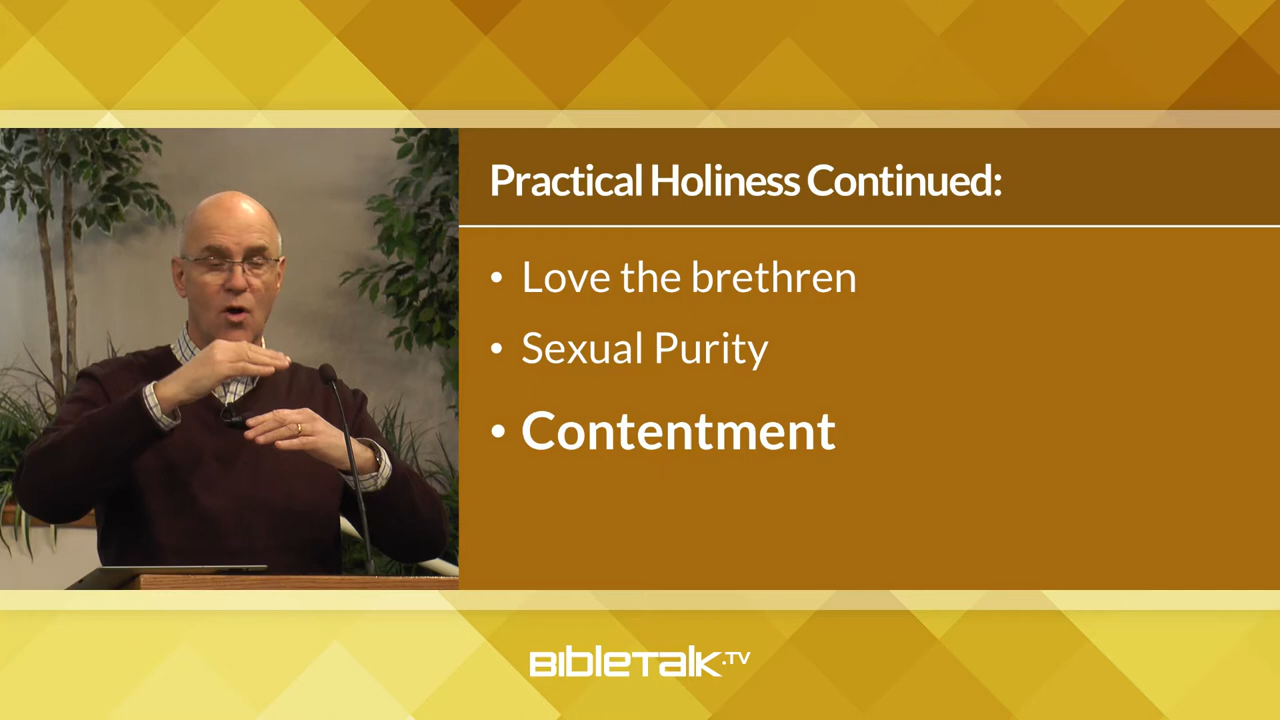 Practical Holiness Continued:
• Love the brethren
• Sexual Purity
• Contentment
BIBLETALK.TV